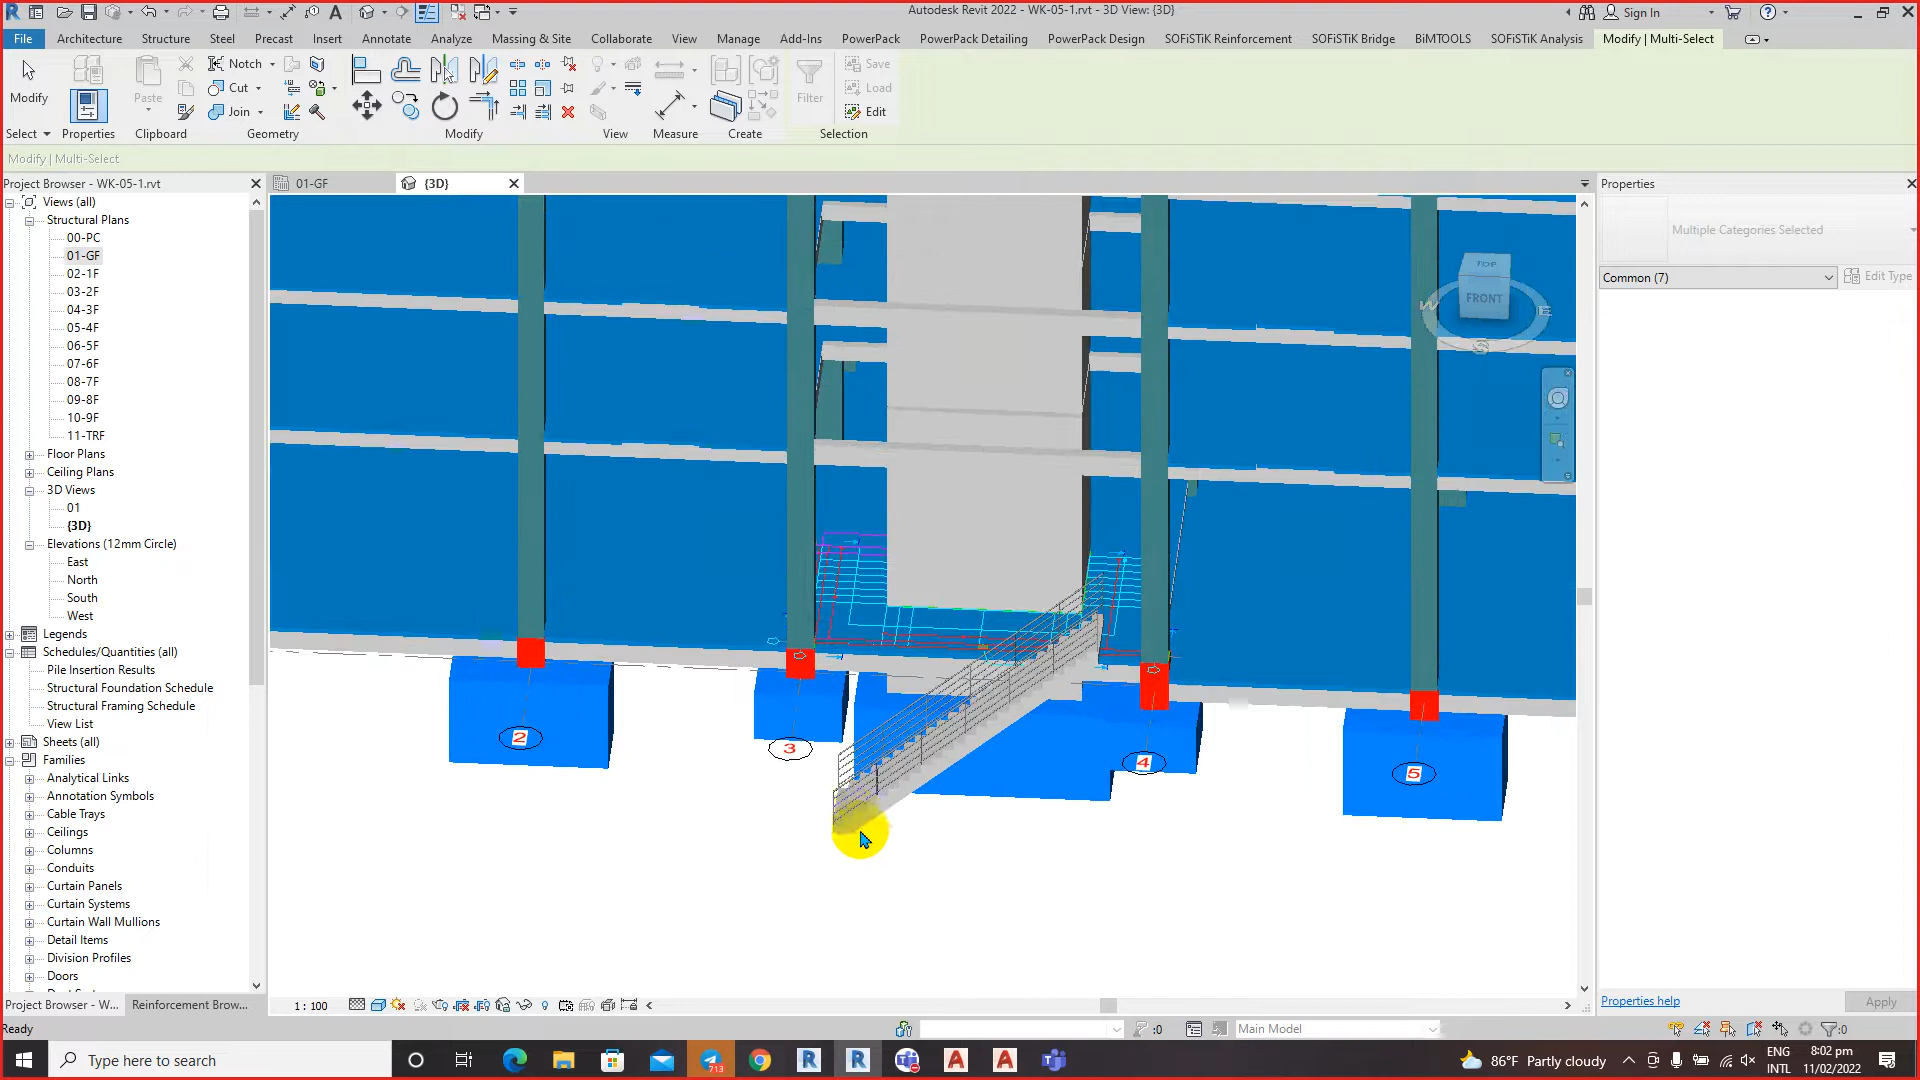 Autodesk Revit 2022 - WK-05-1.rvt - 3D View: {3D}
Sign In
File
Architecture
Structure
Steel
Precast
Insert
Annotate
Analyze
Massing & Site
Collaborate
View
Manage
Add-Ins
PowerPack
PowerPack Detailing
PowerPack Design
SOFiSTiK Reinforcement
SOFiSTiK Bridge
BiMTOOLS
SOFiSTiK Analysis
Modify | Multi-Select
Modify
Paste
Notch
Cut
Join
Filter
Save
Load
Edit
Select
Properties
Clipboard
Geometry
Modify
View
Measure
Create
Selection
Modify | Multi-Select
Project Browser - WK-05-1.rvt
01-GF
{3D}
Properties
Views (all)
Structural Plans
00-PC
01-GF
02-1F
03-2F
04-3F
05-4F
06-5F
07-6F
08-7F
09-8F
10-9F
11-TRF
Floor Plans
Ceiling Plans
3D Views
01
{3D}
Elevations (12mm Circle)
East
North
South
West
Legends
Schedules/Quantities (all)
Pile Insertion Results
Structural Foundation Schedule
Structural Framing Schedule
View List
Sheets (all)
Families
Analytical Links
Annotation Symbols
Cable Trays
Ceilings
Columns
Conduits
Curtain Panels
Curtain Systems
Curtain Wall Mullions
Detail Items
Division Profiles
Doors
Project Browser - W...
Reinforcement Brow...
TOP
FRONT
W
E
S
2
3
4
5
Multiple Categories Selected
Common (7)
Edit Type
Properties help
Apply
1 : 100
Ready
:0
Main Model
:0
Type here to search
713
86°F Partly cloudy
ENG
INTL
8:02 pm
11/02/2022